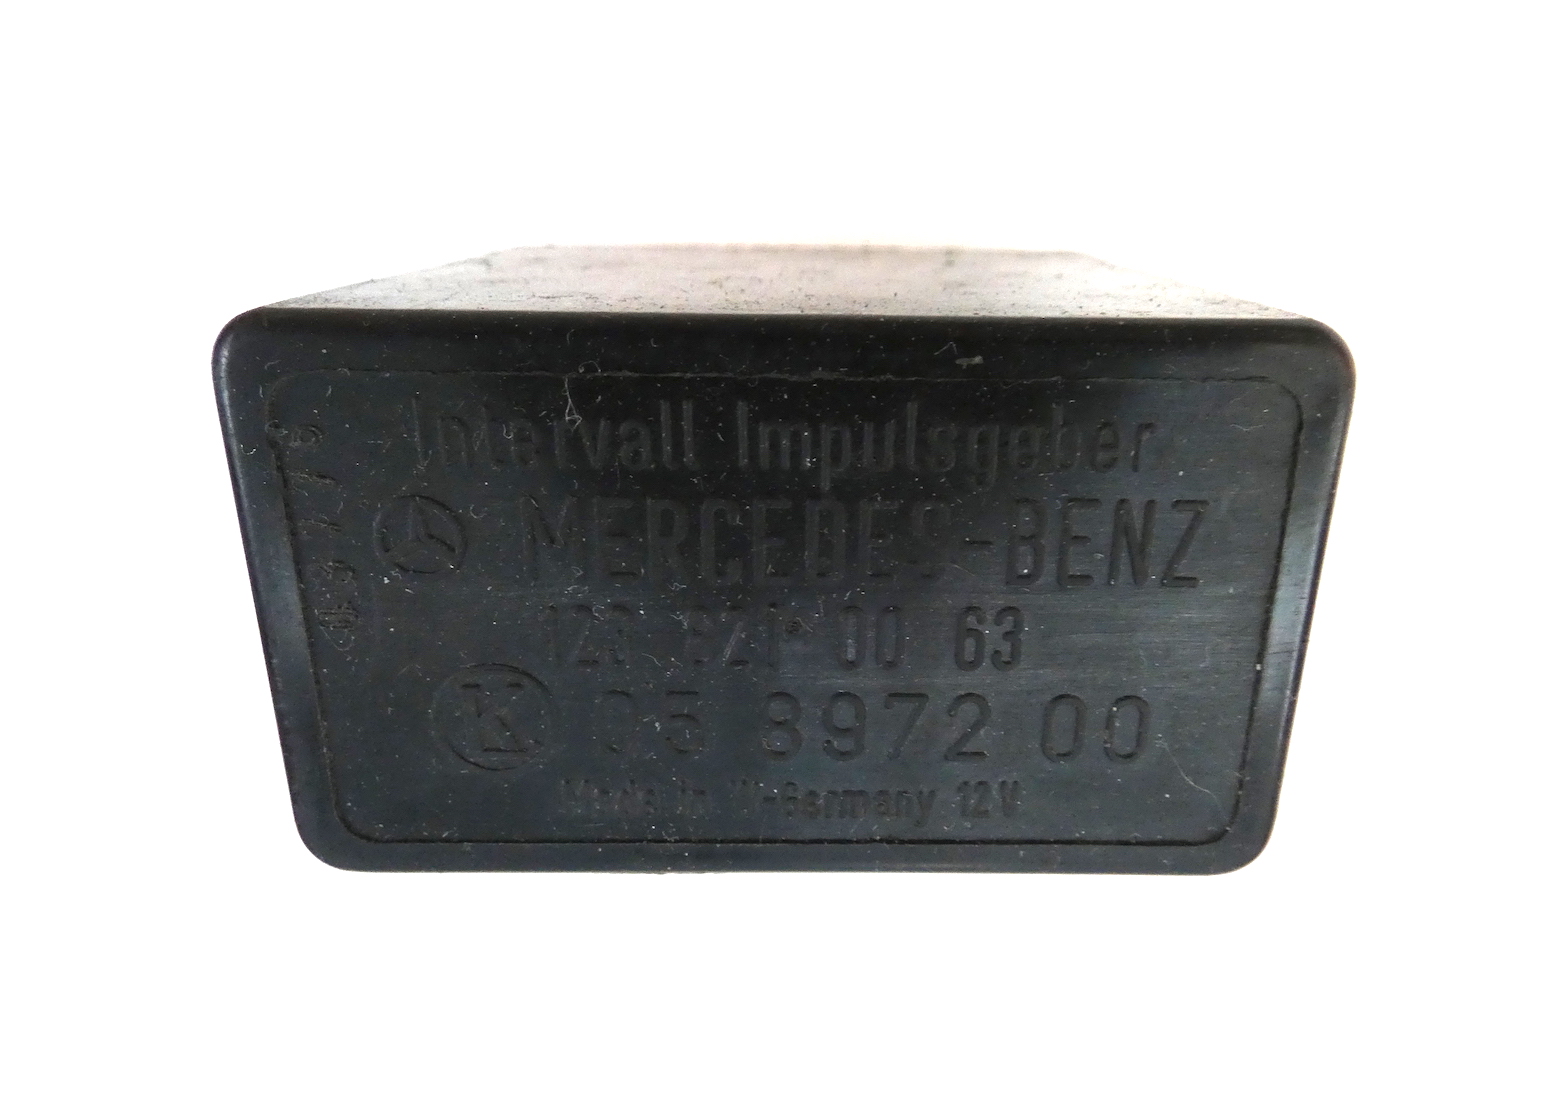 Intervall Impulsgeber
MERCEDES-BENZ
123 821 00 63
K 05 8972 00
Made in W-Germany 12V